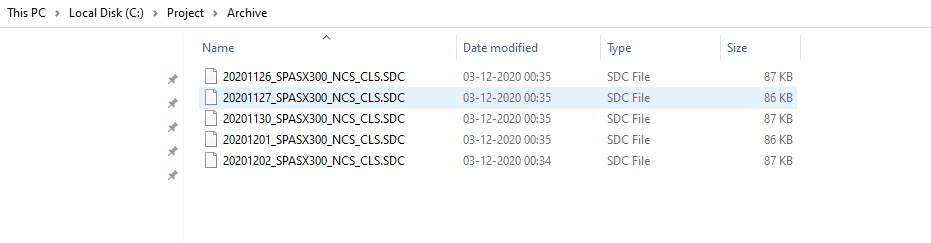 This PC > Local Disk (C:) > Project > Archive
Name Date modified Type Size
20201126_SPASX300_NCS_CLS.SDC 03-12-2020 00:35 SDC File 87 KB
20201127_SPASX300_NCS_CLS.SDC 03-12-2020 00:35 SDC File 86 KB
20201130_SPASX300_NCS_CLS.SDC 03-12-2020 00:35 SDC File 87 KB
20201201_SPASX300_NCS_CLS.SDC 03-12-2020 00:35 SDC File 86 KB
20201202_SPASX300_NCS_CLS.SDC 03-12-2020 00:34 SDC File 87 KB